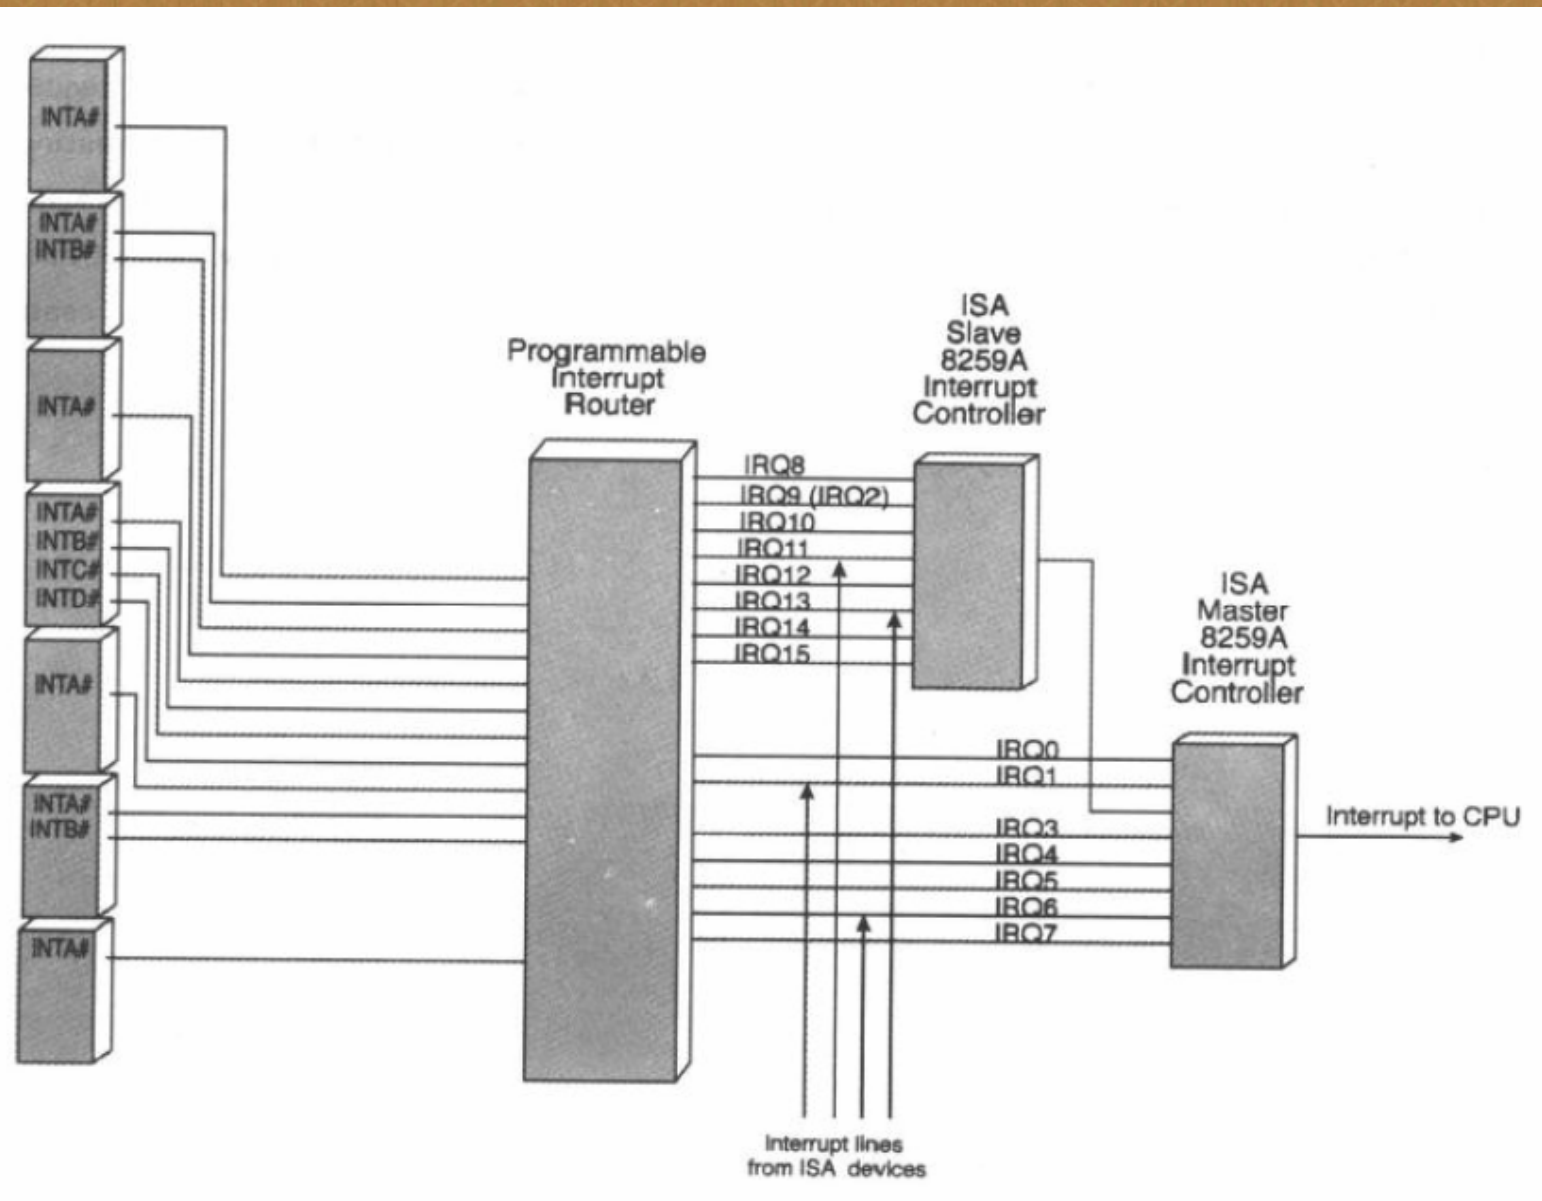 INTA#
INTA#
INTB#
INTA#
INTA#
INTB#
INTC#
INTD#
INTA#
INTA#
INTB#
INTA#
Programmable
Interrupt
Router
ISA
Slave
8259A
Interrupt
Controller
IRQ8
IRQ9 (IRQ2)
IRQ10
IRQ11
IRQ12
IRQ13
IRQ14
IRQ15
ISA
Master
8259A
Interrupt
Controller
IRQ0
IRQ1
IRQ3
IRQ4
IRQ5
IRQ6
IRQ7
Interrupt to CPU
Interrupt lines
from ISA devices